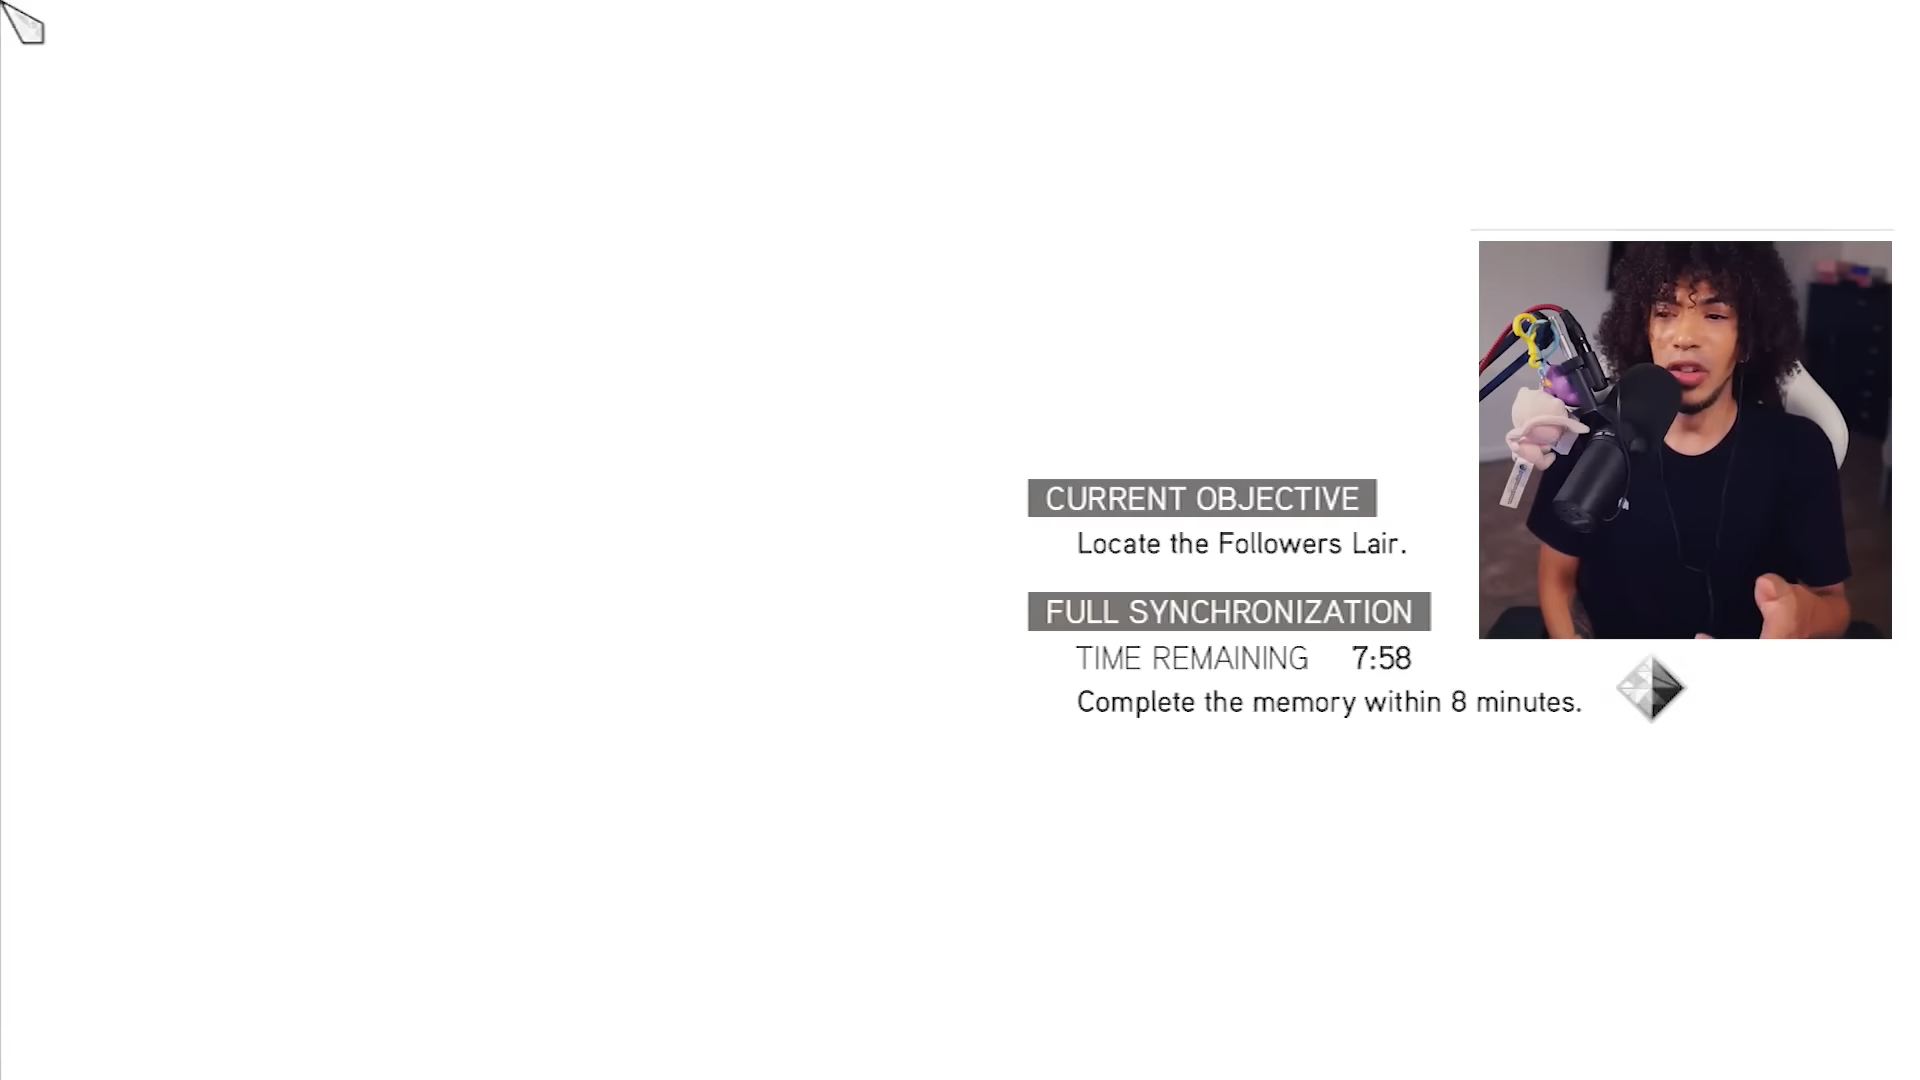 CURRENT OBJECTIVE
Locate the Followers Lair.
FULL SYNCHRONIZATION
TIME REMAINING 7:58
Complete the memory within 8 minutes.